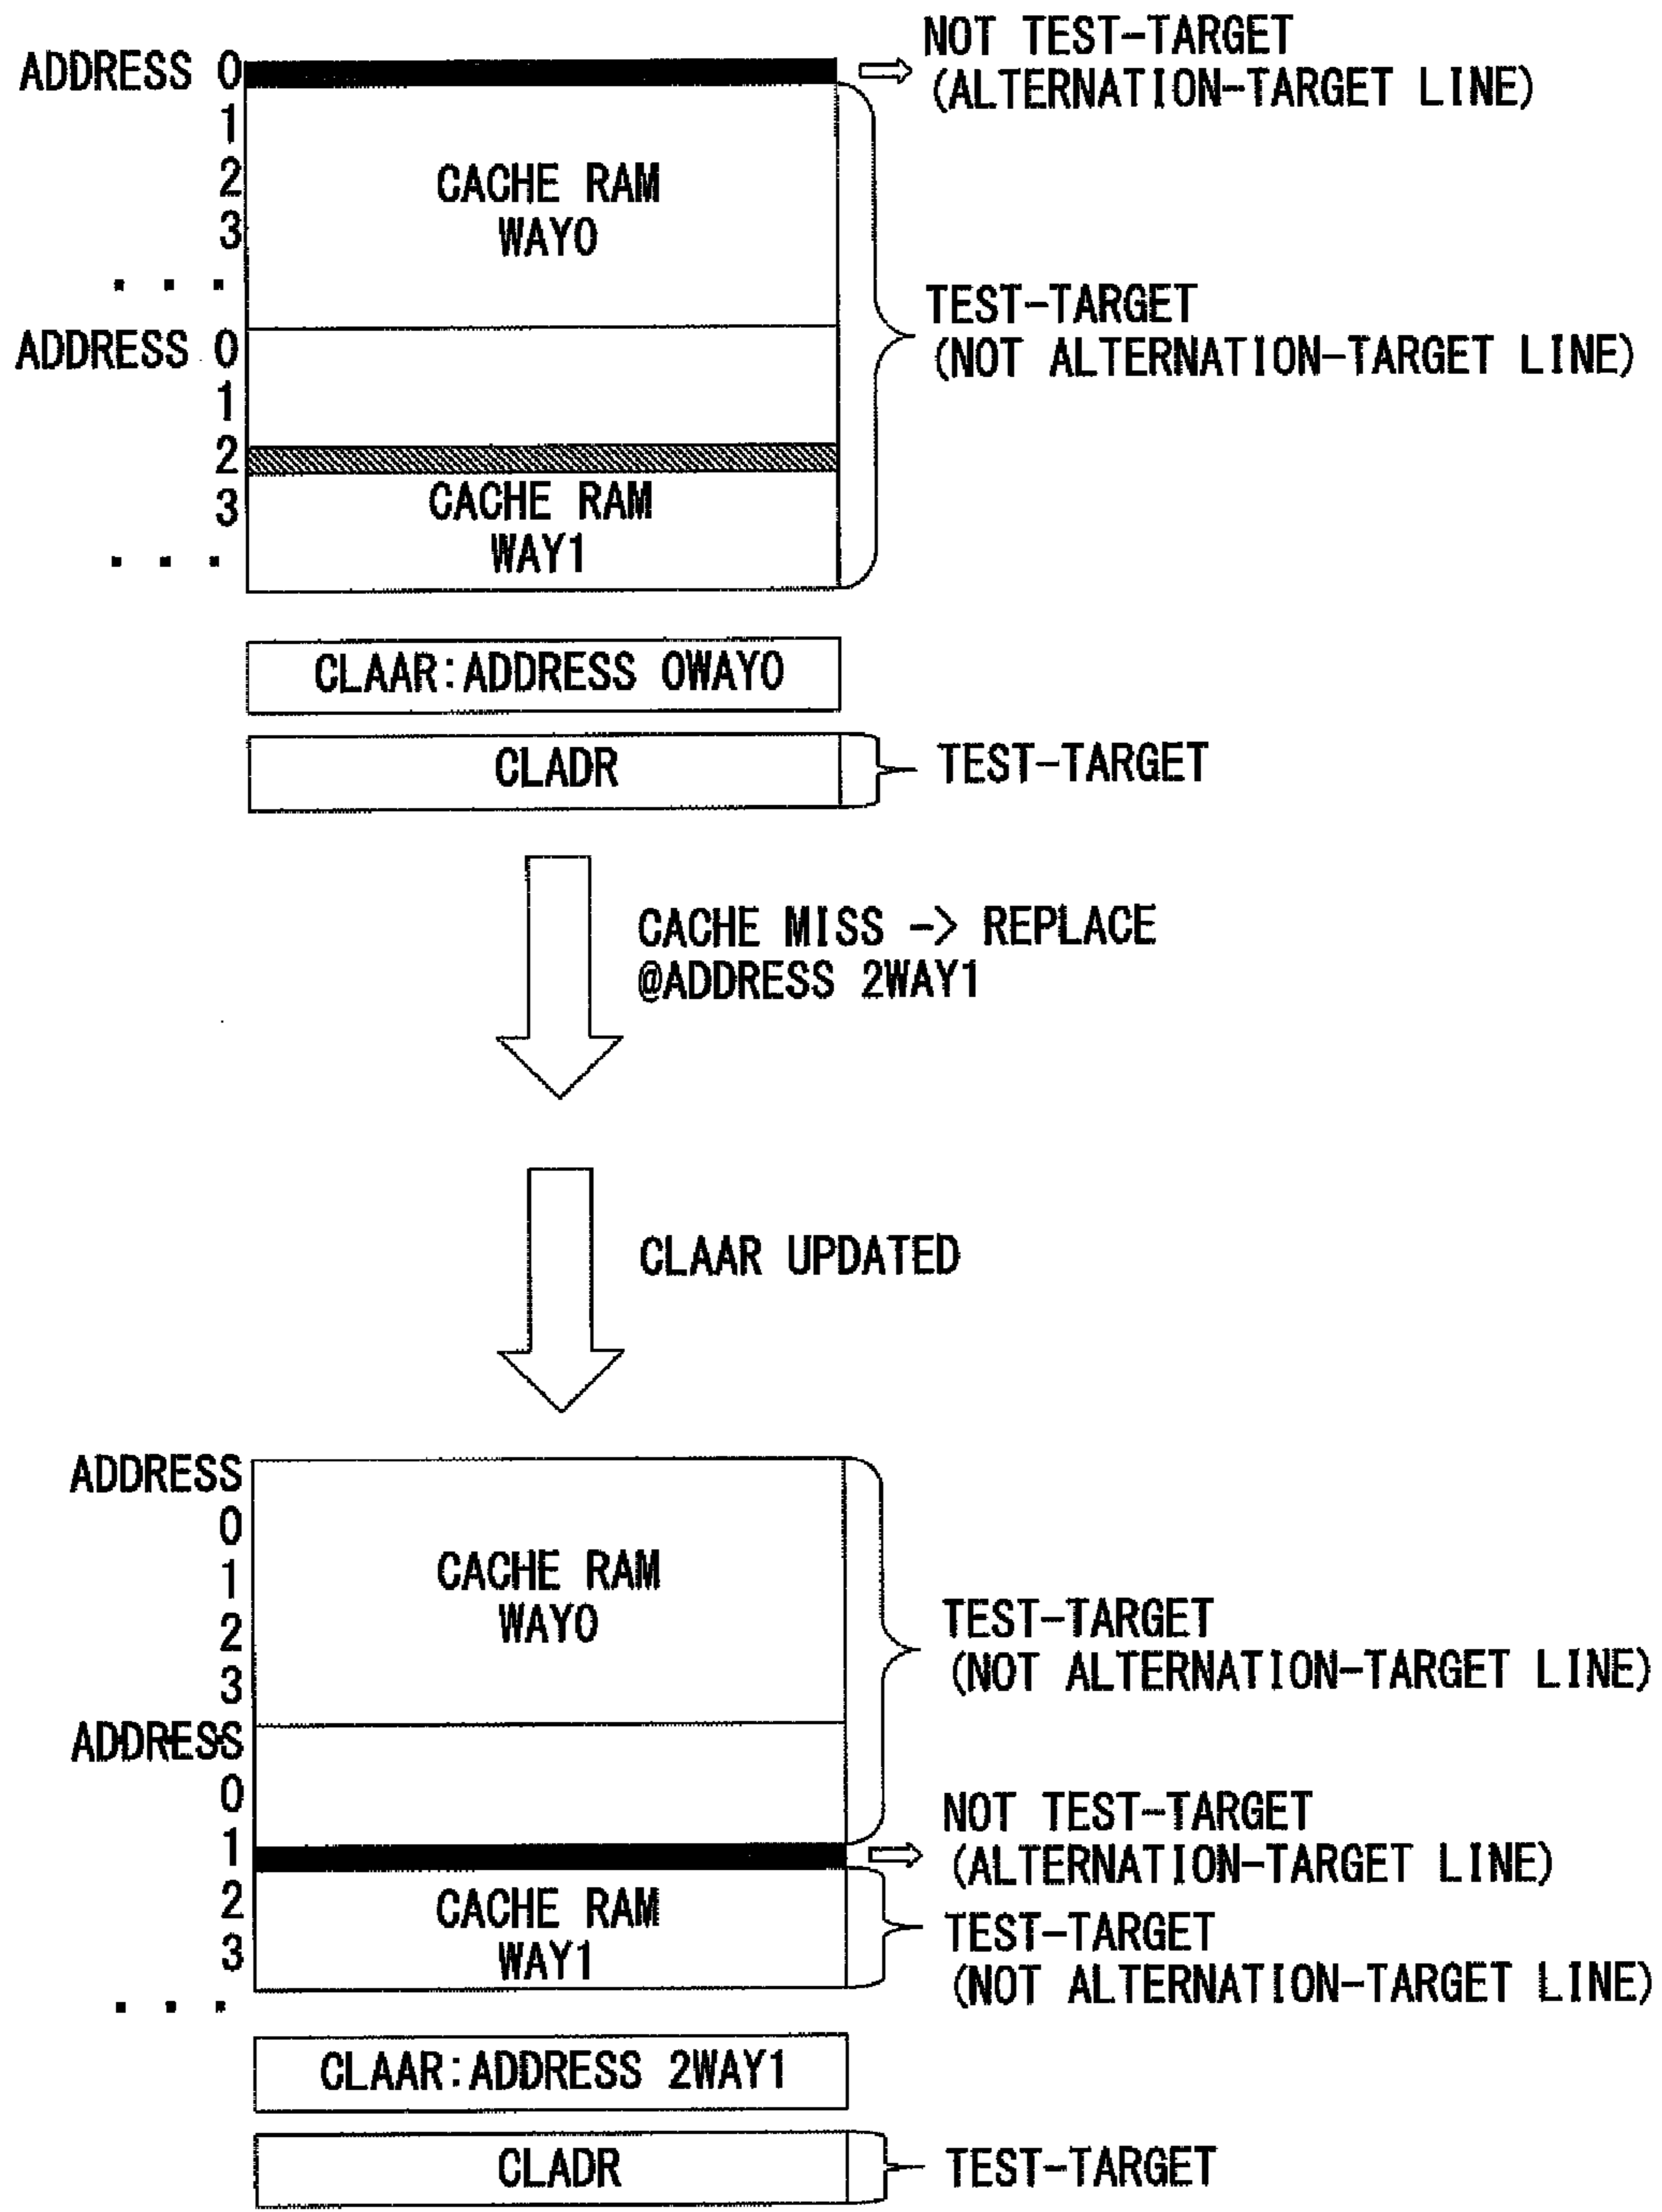 NOT TEST-TARGET
(ALTERNATION-TARGET LINE)
ADDRESS 0
1
2
3
. . .
CACHE RAM
WAY0
TEST-TARGET
(NOT ALTERNATION-TARGET LINE)
ADDRESS 0
1
2
3
. . .
CACHE RAM
WAY1
CLAAR:ADDRESS 0WAY0
CLADR
TEST-TARGET
CACHE MISS -> REPLACE
@ADDRESS 2WAY1
CLAAR UPDATED
ADDRESS
0
1
2
3
CACHE RAM
WAY0
TEST-TARGET
(NOT ALTERNATION-TARGET LINE)
ADDRESS
0
1
2
3
. . .
NOT TEST-TARGET
(ALTERNATION-TARGET LINE)
CACHE RAM
WAY1
TEST-TARGET
(NOT ALTERNATION-TARGET LINE)
CLAAR:ADDRESS 2WAY1
CLADR
TEST-TARGET